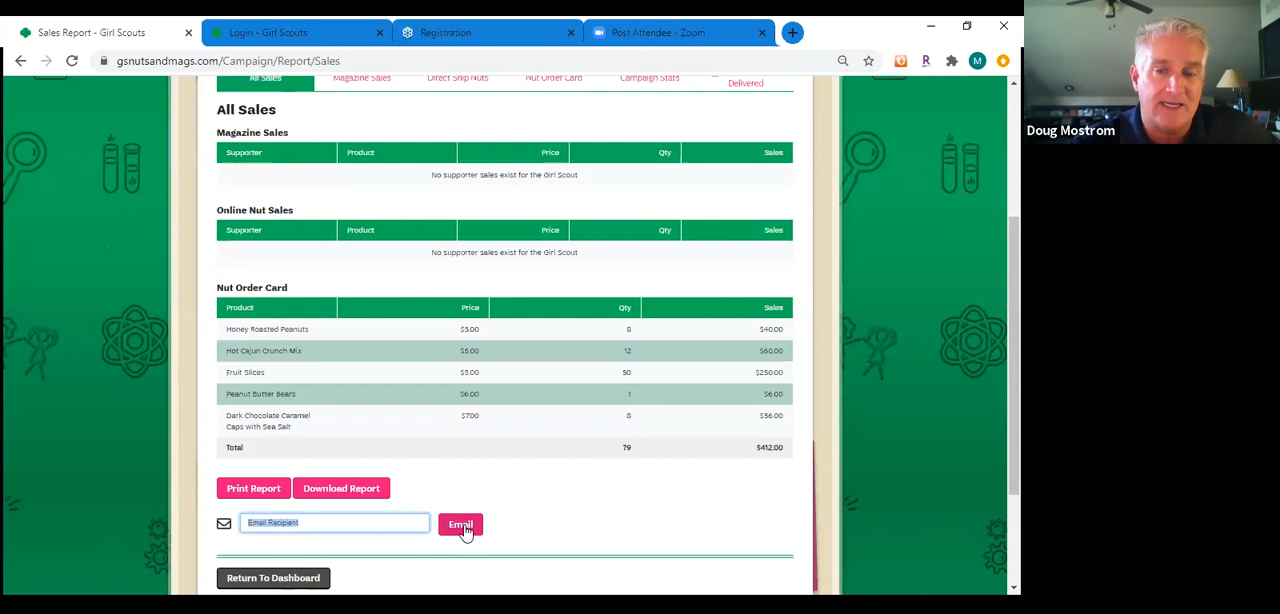 Sales Report - Girl Scouts
Login - Girl Scouts
Registration
Post Attendee - Zoom
gsnutsandmags.com/Campaign/Report/Sales
R
M
Doug Mostrom
All Sales
Magazine Sales
Direct Ship Nuts
Nut Order Card
Campaign Stats
Delivered
All Sales
Magazine Sales
Supporter Product Price Qty Sales
No supporter sales exist for the Girl Scout
Online Nut Sales
Supporter Product Price Qty Sales
No supporter sales exist for the Girl Scout
Nut Order Card
Product Price Qty Sales
Honey Roasted Peanuts $5.00 8 $40.00
Hot Cajun Crunch Mix $5.00 12 $60.00
Fruit Slices $5.00 50 $250.00
Peanut Butter Bears $6.00 1 $6.00
Dark Chocolate Caramel $7.00 8 $56.00
Caps with Sea Salt
Total 79 $412.00
Print Report Download Report
Email Recipient Email
Return To Dashboard